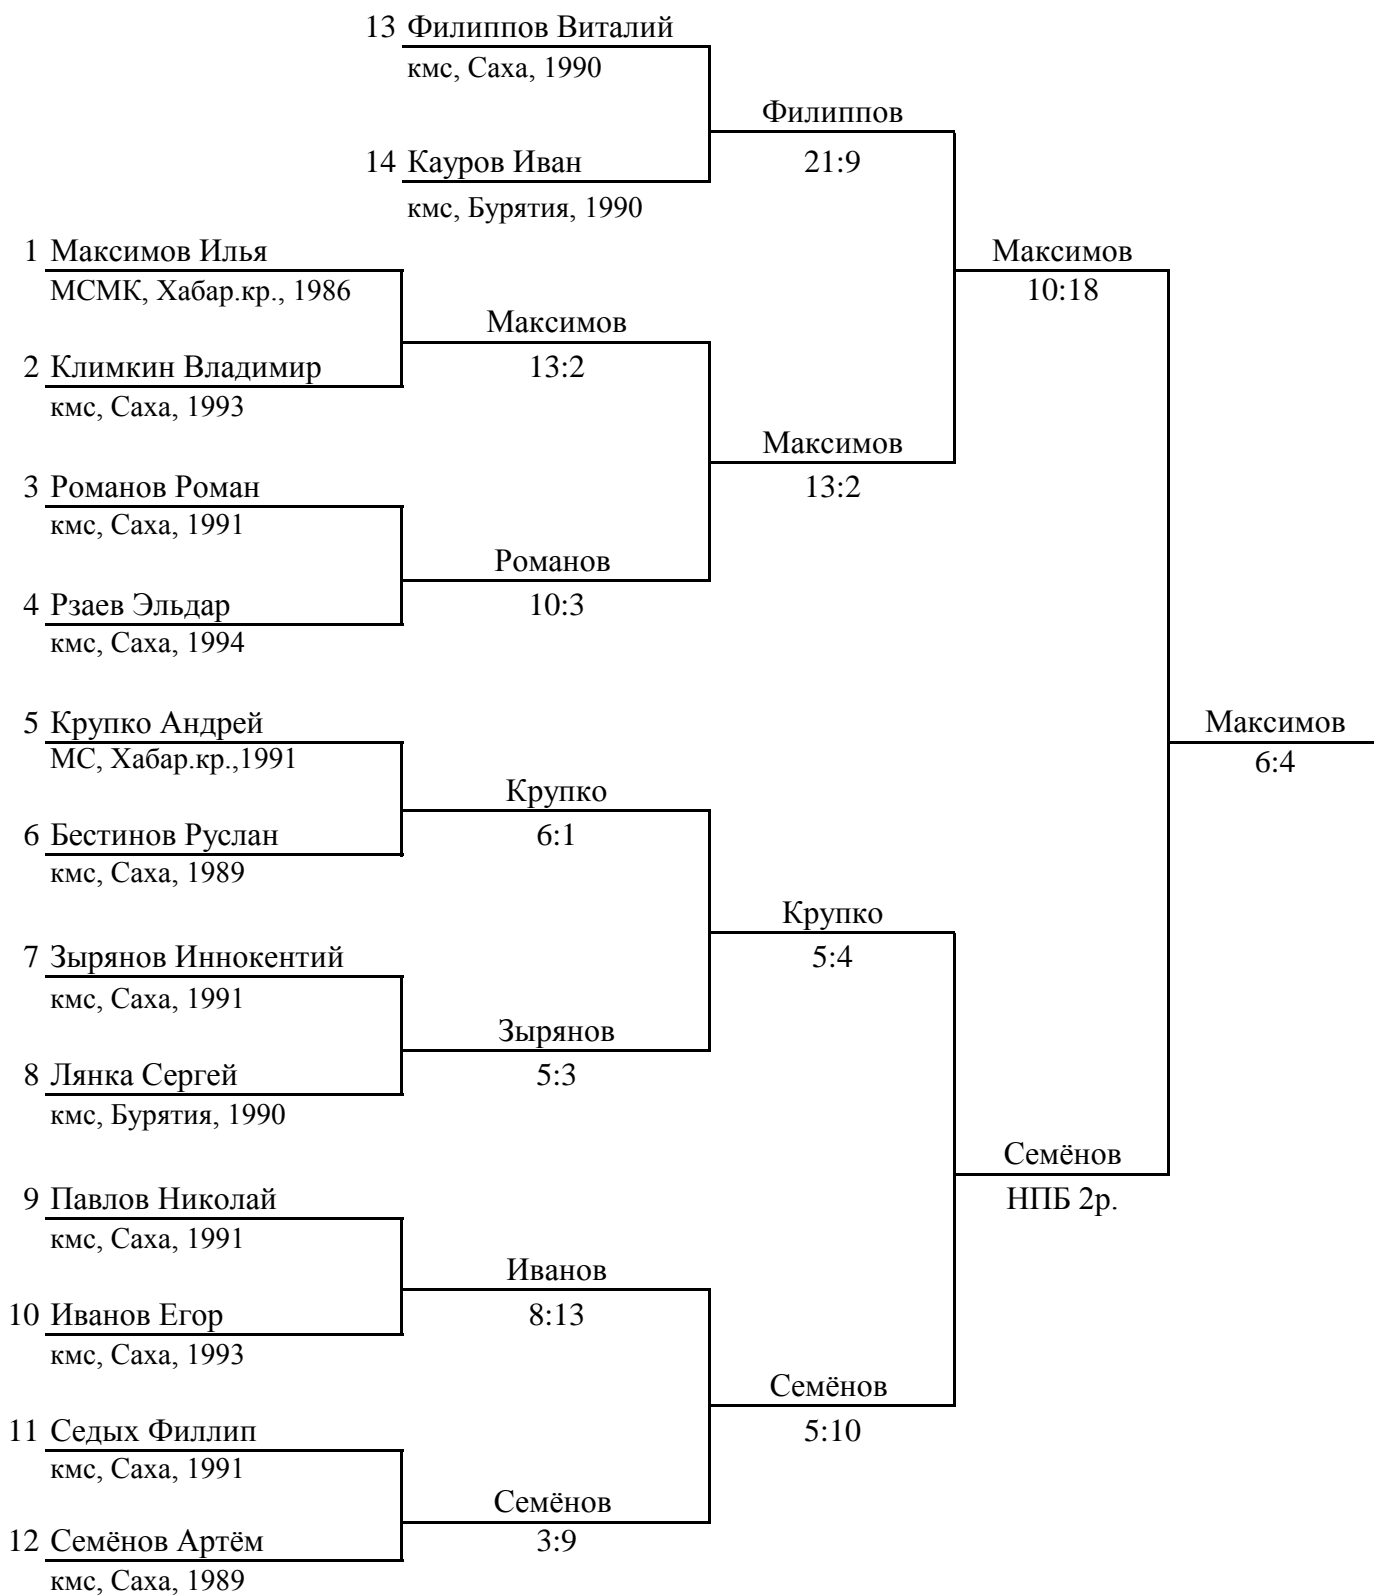 13 Филиппов Виталий
кмс, Саха, 1990
Филиппов
14 Кауров Иван
21:9
кмс, Бурятия, 1990
1 Максимов Илья
Максимов
МСМК, Хабар.кр., 1986
10:18
Максимов
2 Климкин Владимир
13:2
кмс, Саха, 1993
Максимов
3 Романов Роман
13:2
кмс, Саха, 1991
Романов
4 Рзаев Эльдар
10:3
кмс, Саха, 1994
5 Крупко Андрей
Максимов
МС, Хабар.кр.,1991
6:4
Крупко
6 Бестинов Руслан
6:1
кмс, Саха, 1989
Крупко
7 Зырянов Иннокентий
5:4
кмс, Саха, 1991
Зырянов
8 Лянка Сергей
5:3
кмс, Бурятия, 1990
Семёнов
9 Павлов Николай
НПБ 2р.
кмс, Саха, 1991
Иванов
10 Иванов Егор
8:13
кмс, Саха, 1993
Семёнов
11 Седых Филлип
5:10
кмс, Саха, 1991
Семёнов
12 Семёнов Артём
3:9
кмс, Саха, 1989